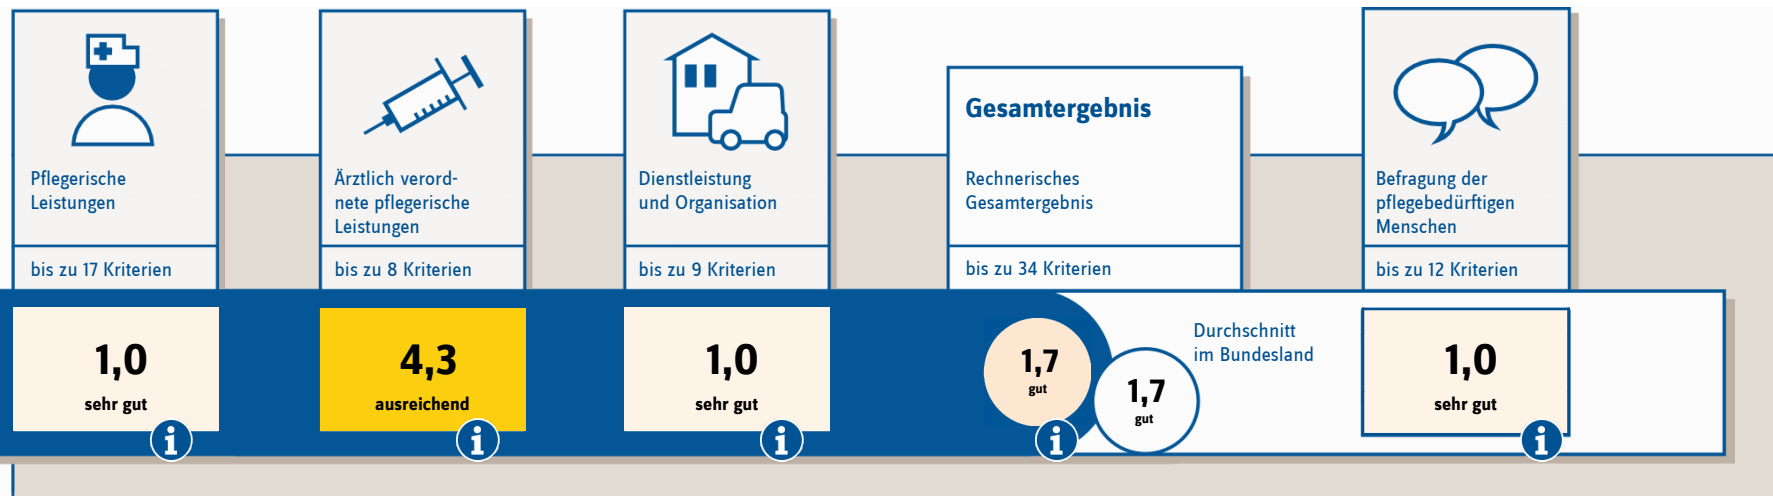 Pflegerische
Leistungen
bis zu 17 Kriterien
1,0
sehr gut
i
Ärztlich verord-
nete pflegerische
Leistungen
bis zu 8 Kriterien
4,3
ausreichend
i
Dienstleistung
und Organisation
bis zu 9 Kriterien
1,0
sehr gut
i
Gesamtergebnis
Rechnerisches
Gesamtergebnis
bis zu 34 Kriterien
1,7
gut
i
Durchschnitt
im Bundesland
1,7
gut
Befragung der
pflegebedürftigen
Menschen
bis zu 12 Kriterien
1,0
sehr gut
i